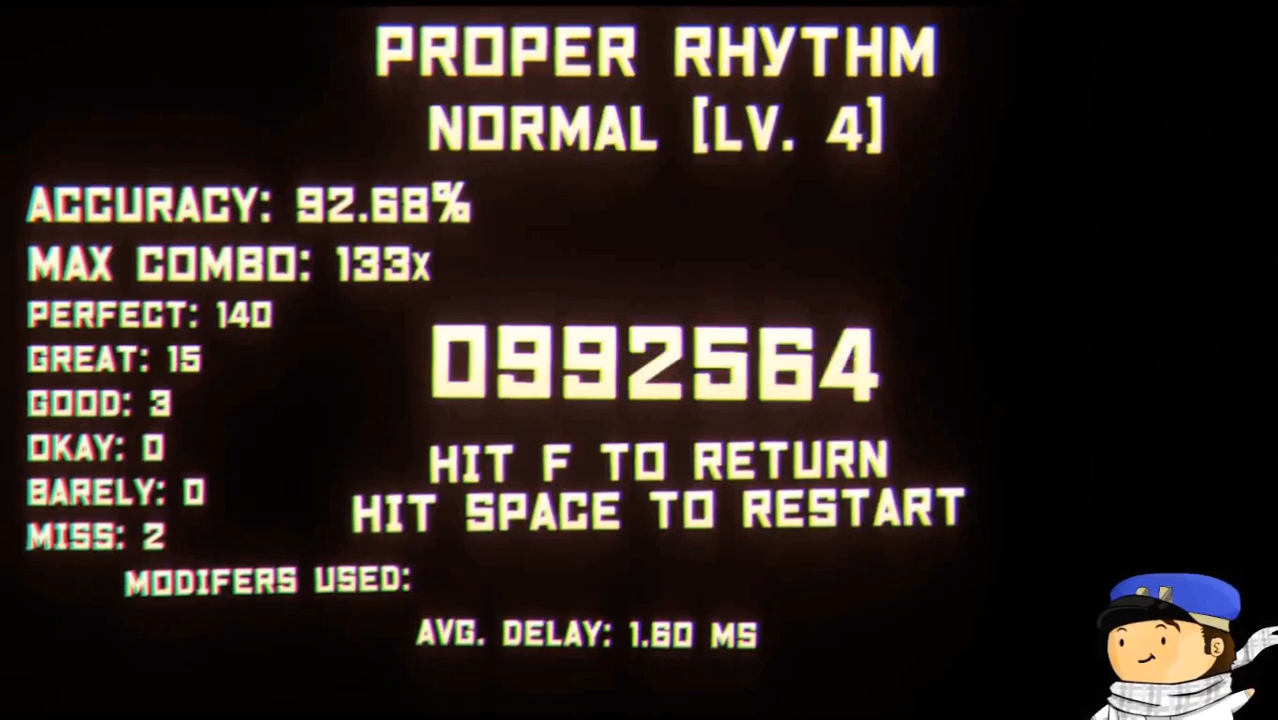 PROPER RHYTHM
NORMAL [LV. 4]
ACCURACY: 92.68%
MAX COMBO: 133x
PERFECT: 140
GREAT: 15
GOOD: 3
OKAY: 0
BARELY: 0
MISS: 2
0992564
HIT F TO RETURN
HIT SPACE TO RESTART
MODIFERS USED:
AVG. DELAY: 1.60 MS